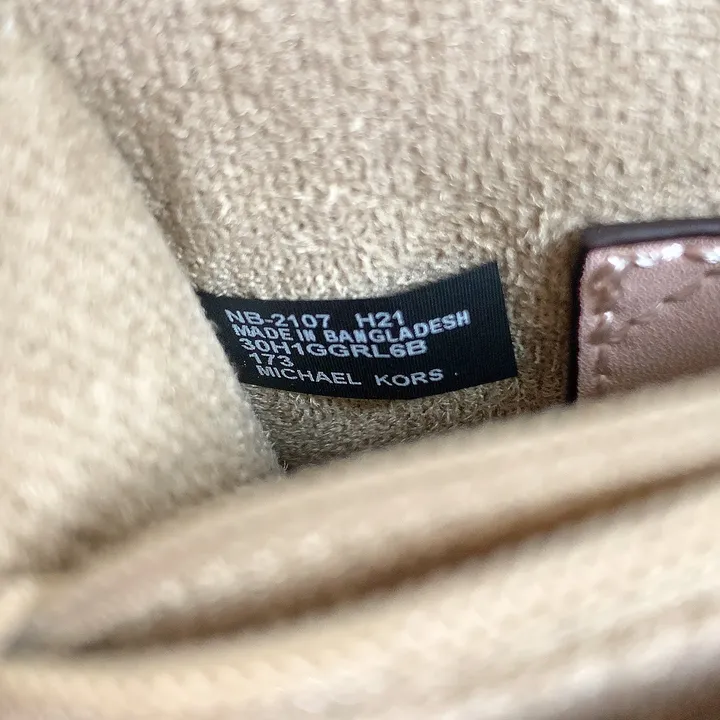 NB-2107 H21
MADE IN BANGLADESH
30H1GGRL6B
173
MICHAEL KORS